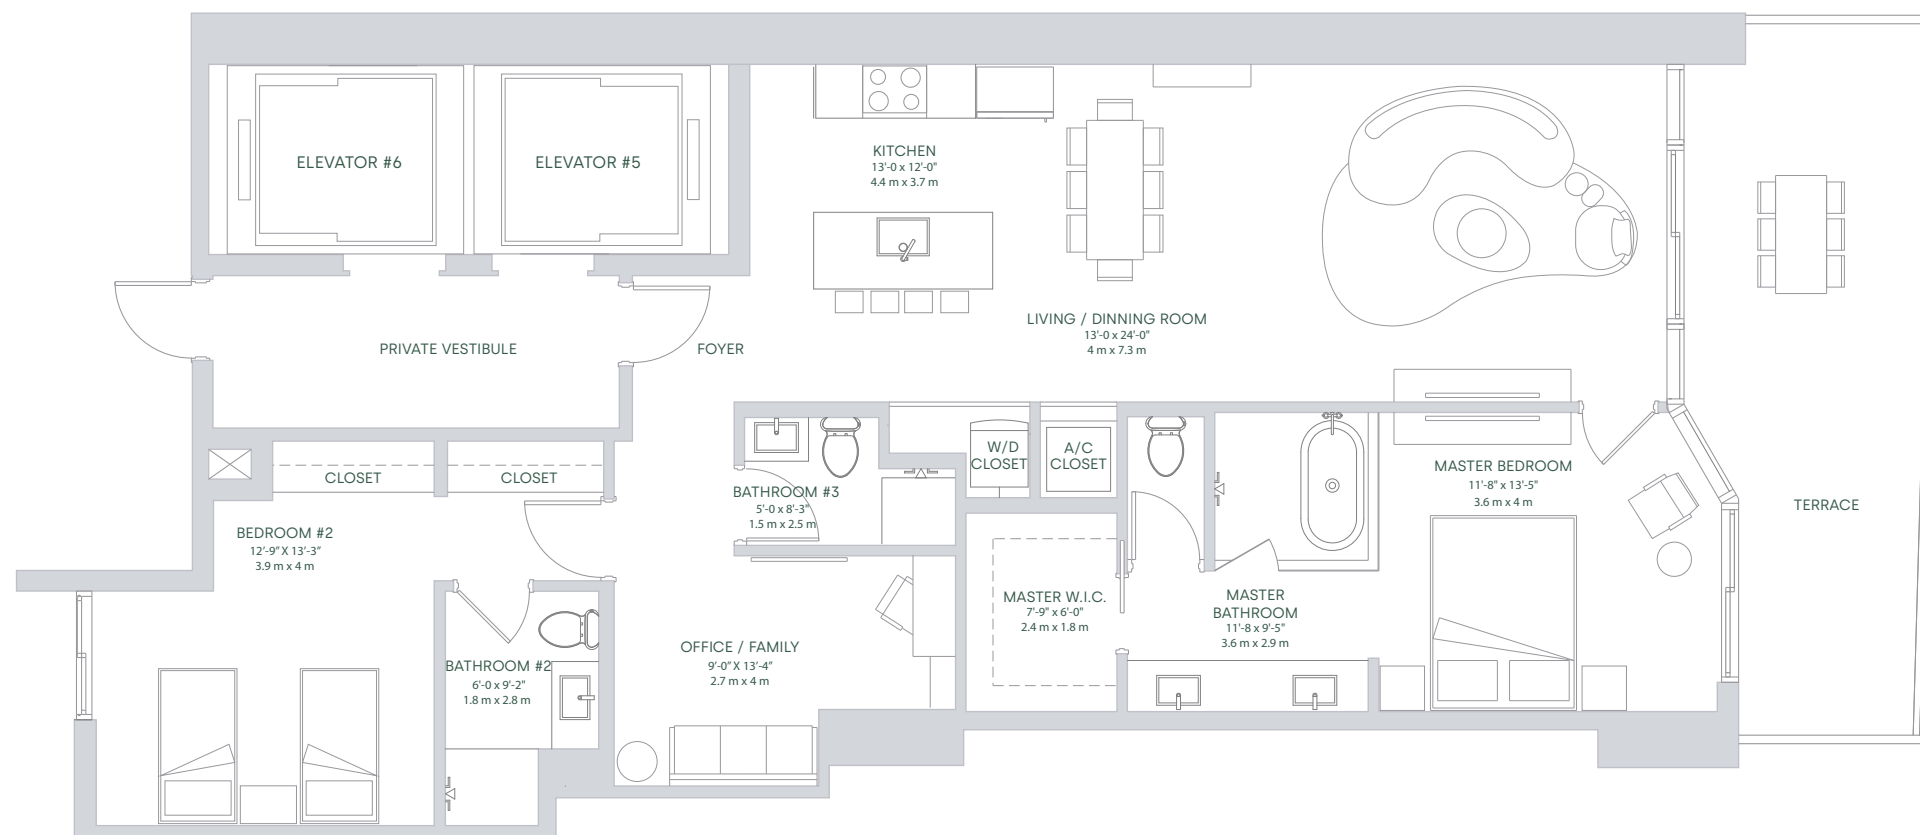 ELEVATOR #6
ELEVATOR #5
KITCHEN
13'-0 x 12'-0"
4.4 m x 3.7 m
LIVING / DINNING ROOM
13'-0 x 24'-0"
4 m x 7.3 m
PRIVATE VESTIBULE
FOYER
CLOSET
CLOSET
W/D
CLOSET
A/C
CLOSET
BATHROOM #3
5'-0 x 8'-3"
1.5 m x 2.5 m
MASTER BEDROOM
11'-8" x 13'-5"
3.6 m x 4 m
TERRACE
BEDROOM #2
12'-9" X 13'-3"
3.9 m x 4 m
MASTER W.I.C.
7'-9" x 6'-0"
2.4 m x 1.8 m
MASTER
BATHROOM
11'-8 x 9'-5"
3.6 m x 2.9 m
OFFICE / FAMILY
9'-0" X 13'-4"
2.7 m x 4 m
BATHROOM #2
6'-0 x 9'-2"
1.8 m x 2.8 m